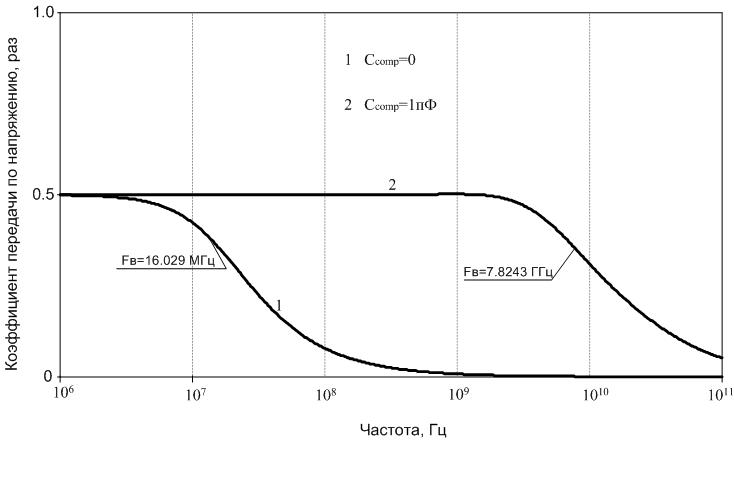 Коэффициент передачи по напряжению, раз
1.0
1 Ccomp=0
2 Ccomp=1пФ
0.5
2
Fв=16.029 МГц
Fв=7.8243 ГГц
1
0
10⁶ 10⁷ 10⁸ 10⁹ 10¹⁰ 10¹¹
Частота, Гц